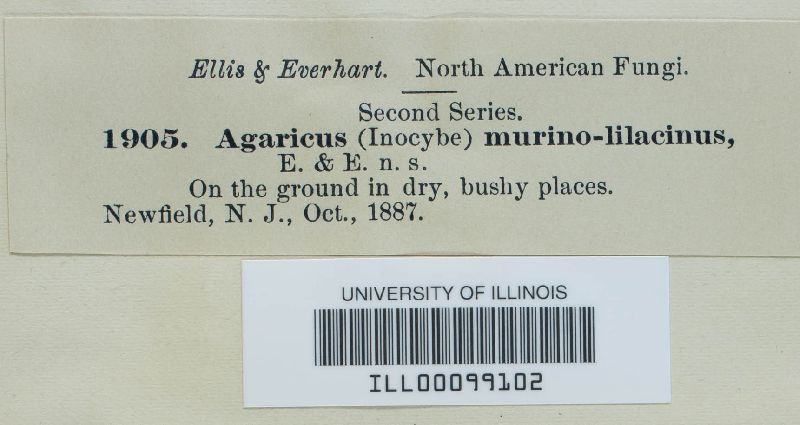 Ellis & Everhart. North American Fungi.
Second Series.
1905. Agaricus (Inocybe) murino-lilacinus,
E. & E. n. s.
On the ground in dry, bushy places.
Newfield, N. J., Oct., 1887.
UNIVERSITY OF ILLINOIS
ILL00099102